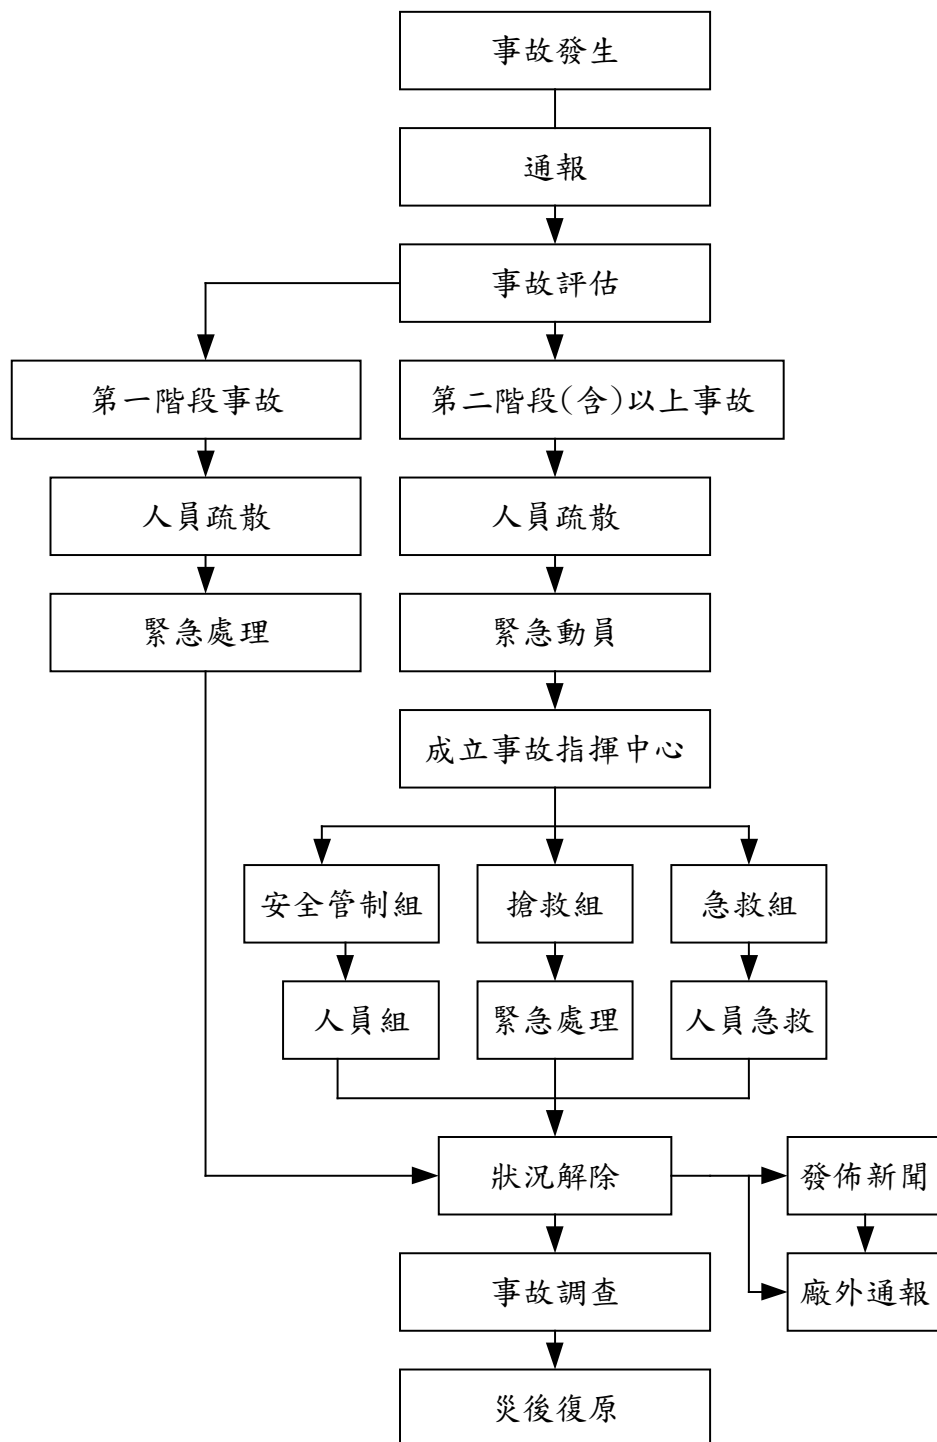 事故發生
通報
事故評估
第一階段事故
第二階段(含)以上事故
人員疏散
人員疏散
緊急處理
緊急動員
成立事故指揮中心
安全管制組
搶救組
急救組
人員組
緊急處理
人員急救
狀況解除
發佈新聞
事故調查
廠外通報
災後復原